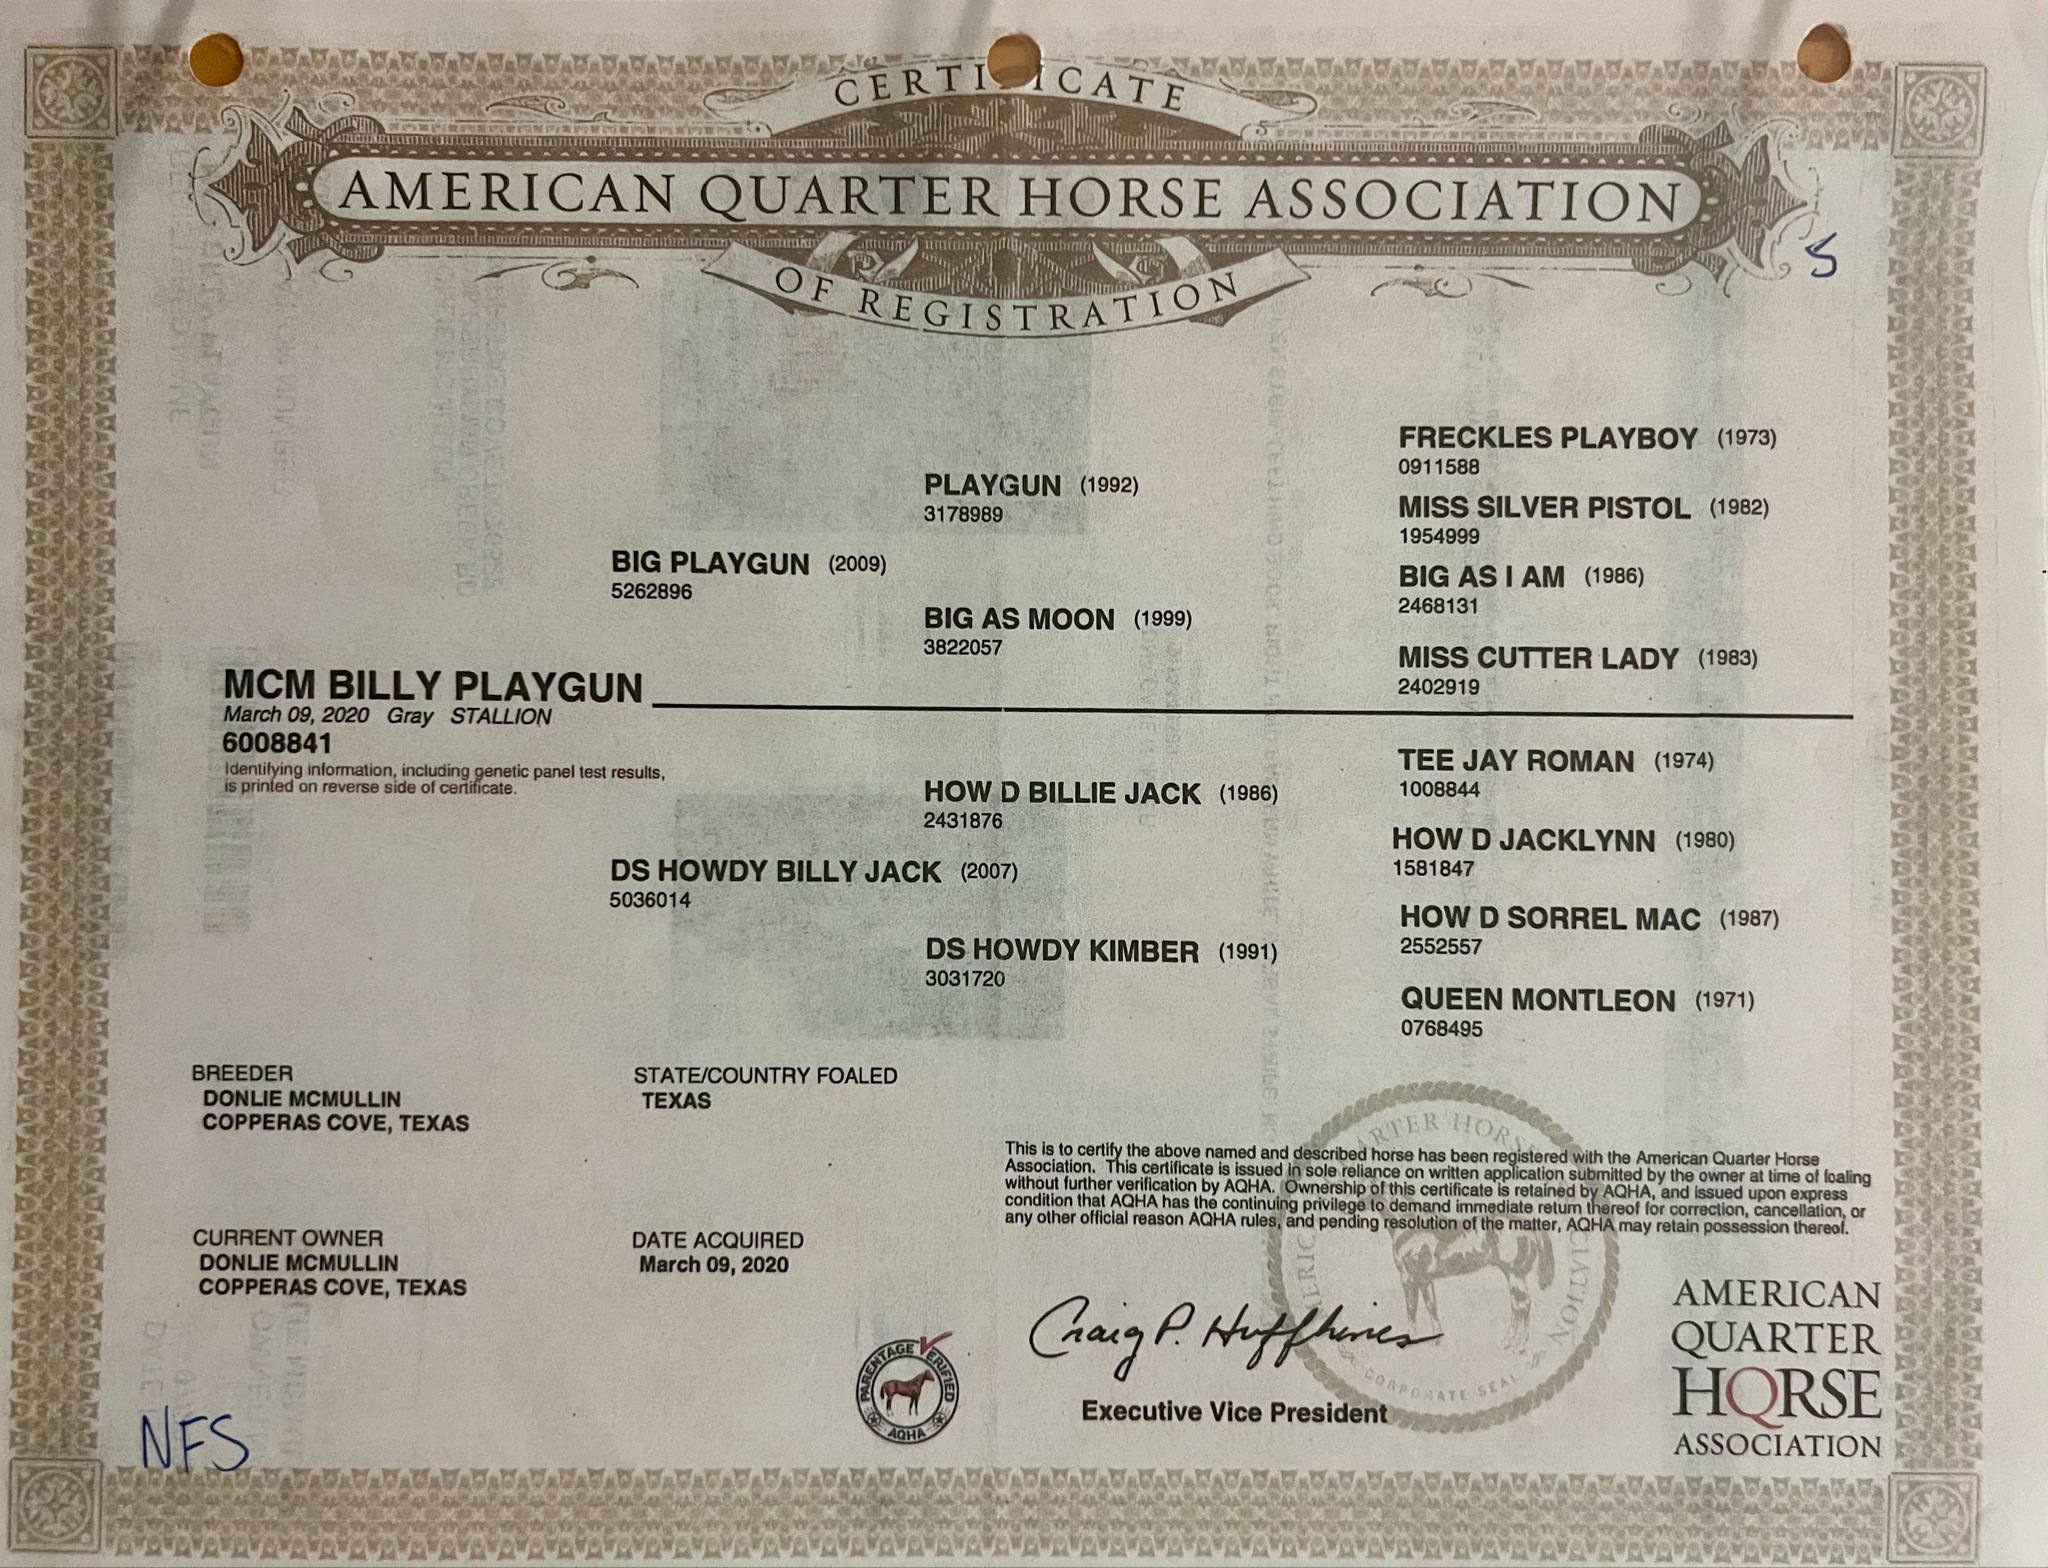 CERTIFICATE
AMERICAN QUARTER HORSE ASSOCIATION
OF REGISTRATION
S
FRECKLES PLAYBOY (1973)
0911588
PLAYGUN (1992)
3178989
MISS SILVER PISTOL (1982)
1954999
BIG PLAYGUN (2009)
5262896
BIG AS I AM (1986)
2468131
BIG AS MOON (1999)
3822057
MISS CUTTER LADY (1983)
2402919
MCM BILLY PLAYGUN
March 09, 2020 Gray STALLION
6008841
Identifying information, including genetic panel test results,
is printed on reverse side of certificate.
TEE JAY ROMAN (1974)
1008844
HOW D BILLIE JACK (1986)
2431876
HOW D JACKLYNN (1980)
1581847
DS HOWDY BILLY JACK (2007)
5036014
HOW D SORREL MAC (1987)
2552557
DS HOWDY KIMBER (1991)
3031720
QUEEN MONTLEON (1971)
0768495
BREEDER
DONLIE MCMULLIN
COPPERAS COVE, TEXAS
STATE/COUNTRY FOALED
TEXAS
This is to certify the above named and described horse has been registered with the American Quarter Horse
Association. This certificate is issued in sole reliance on written application submitted by the owner at time of foaling
without further verification by AQHA. Ownership of this certificate is retained by AQHA, and issued upon express
condition that AQHA has the continuing privilege to demand immediate return thereof for correction, cancellation, or
any other official reason AQHA rules, and pending resolution of the matter, AQHA may retain possession thereof.
CURRENT OWNER
DONLIE MCMULLIN
COPPERAS COVE, TEXAS
DATE ACQUIRED
March 09, 2020
PARENTAGE VERIFIED
AQHA
Craig P. Huffhines
Executive Vice President
CORPORATE SEAL
AMERICAN
QUARTER
HORSE
ASSOCIATION
NFS